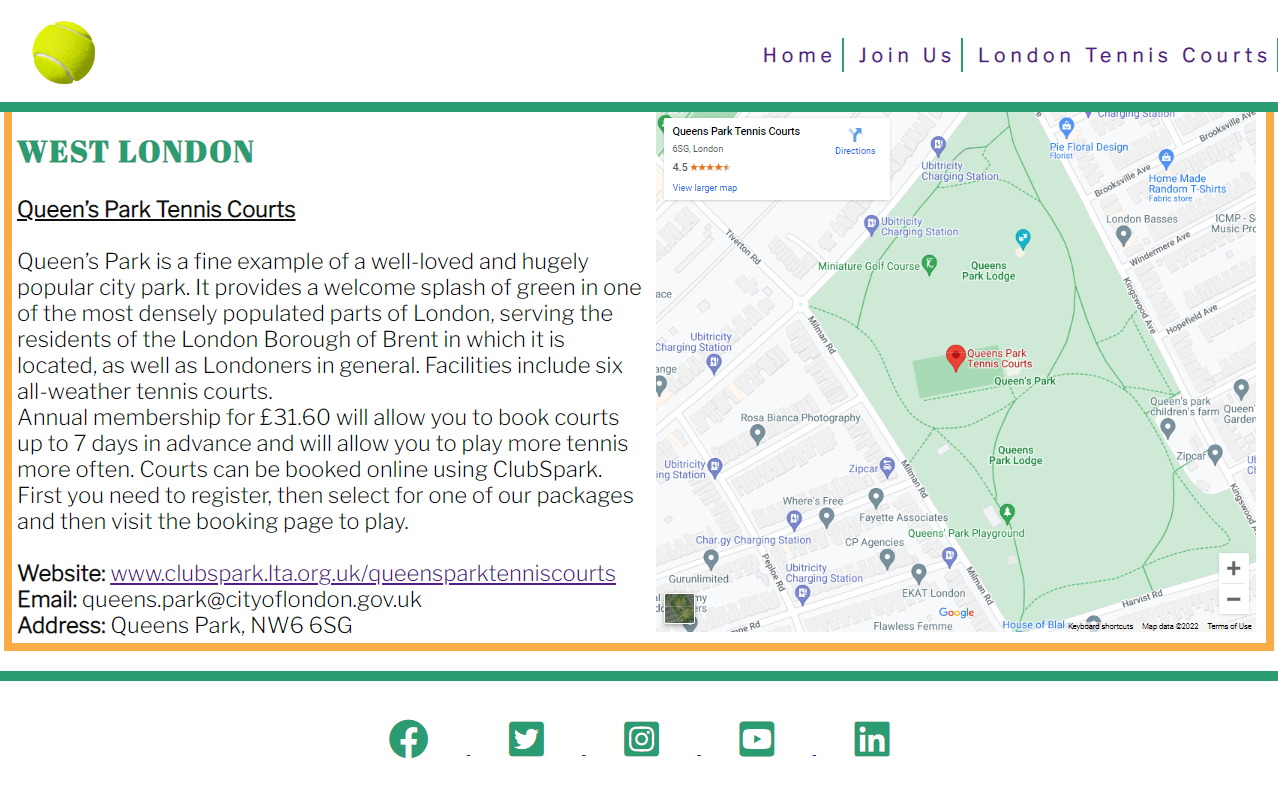 Home
Join Us
London Tennis Courts
WEST LONDON
Queen’s Park Tennis Courts
Queen’s Park is a fine example of a well-loved and hugely
popular city park. It provides a welcome splash of green in one
of the most densely populated parts of London, serving the
residents of the London Borough of Brent in which it is
located, as well as Londoners in general. Facilities include six
all-weather tennis courts.
Annual membership for £31.60 will allow you to book courts
up to 7 days in advance and will allow you to play more tennis
more often. Courts can be booked online using ClubSpark.
First you need to register, then select for one of our packages
and then visit the booking page to play.
Website: www.clubspark.lta.org.uk/queensparktenniscourts
Email: queens.park@cityoflondon.gov.uk
Address: Queens Park, NW6 6SG
Queens Park Tennis Courts
6SG, London
4.5
View larger map
Directions
Charging Station
Pie Floral Design
Florist
Brooksville Ave
Ubitricity
Charging Station
Home Made
Random T-Shirts
Fabric store
Brooksville Ave
London Basses
ICMP - S
Music Pro
Ubitricity
Charging Station
Tiverton Rd
Windermere Ave
Miniature Golf Course
Queens
Park Lodge
Kingswood Ave
Hopefield Ave
ace
Milman Rd
Ubitricity
Charging Station
Queens Park
Tennis Courts
Queen's Park
ange
Rosa Bianca Photography
Queen's park
children's farm
Queen'
Garden
Queens
Park Lodge
Ubitricity
ing Station
Zipcar
Milman Rd
Zipcar
Ub
Ch
Where's Free
Fayette Associates
Kingswood A
Queens' Park Playground
Char.gy Charging Station
CP Agencies
Gurunlimited
Peploe Rd
Ubitricity
Charging Station
EKAT London
Milman Rd
Harvist Rd
my
ne Rd
Google
Flawless Femme
House of Blak
Keyboard shortcuts
Map data ©2022
Terms of Use